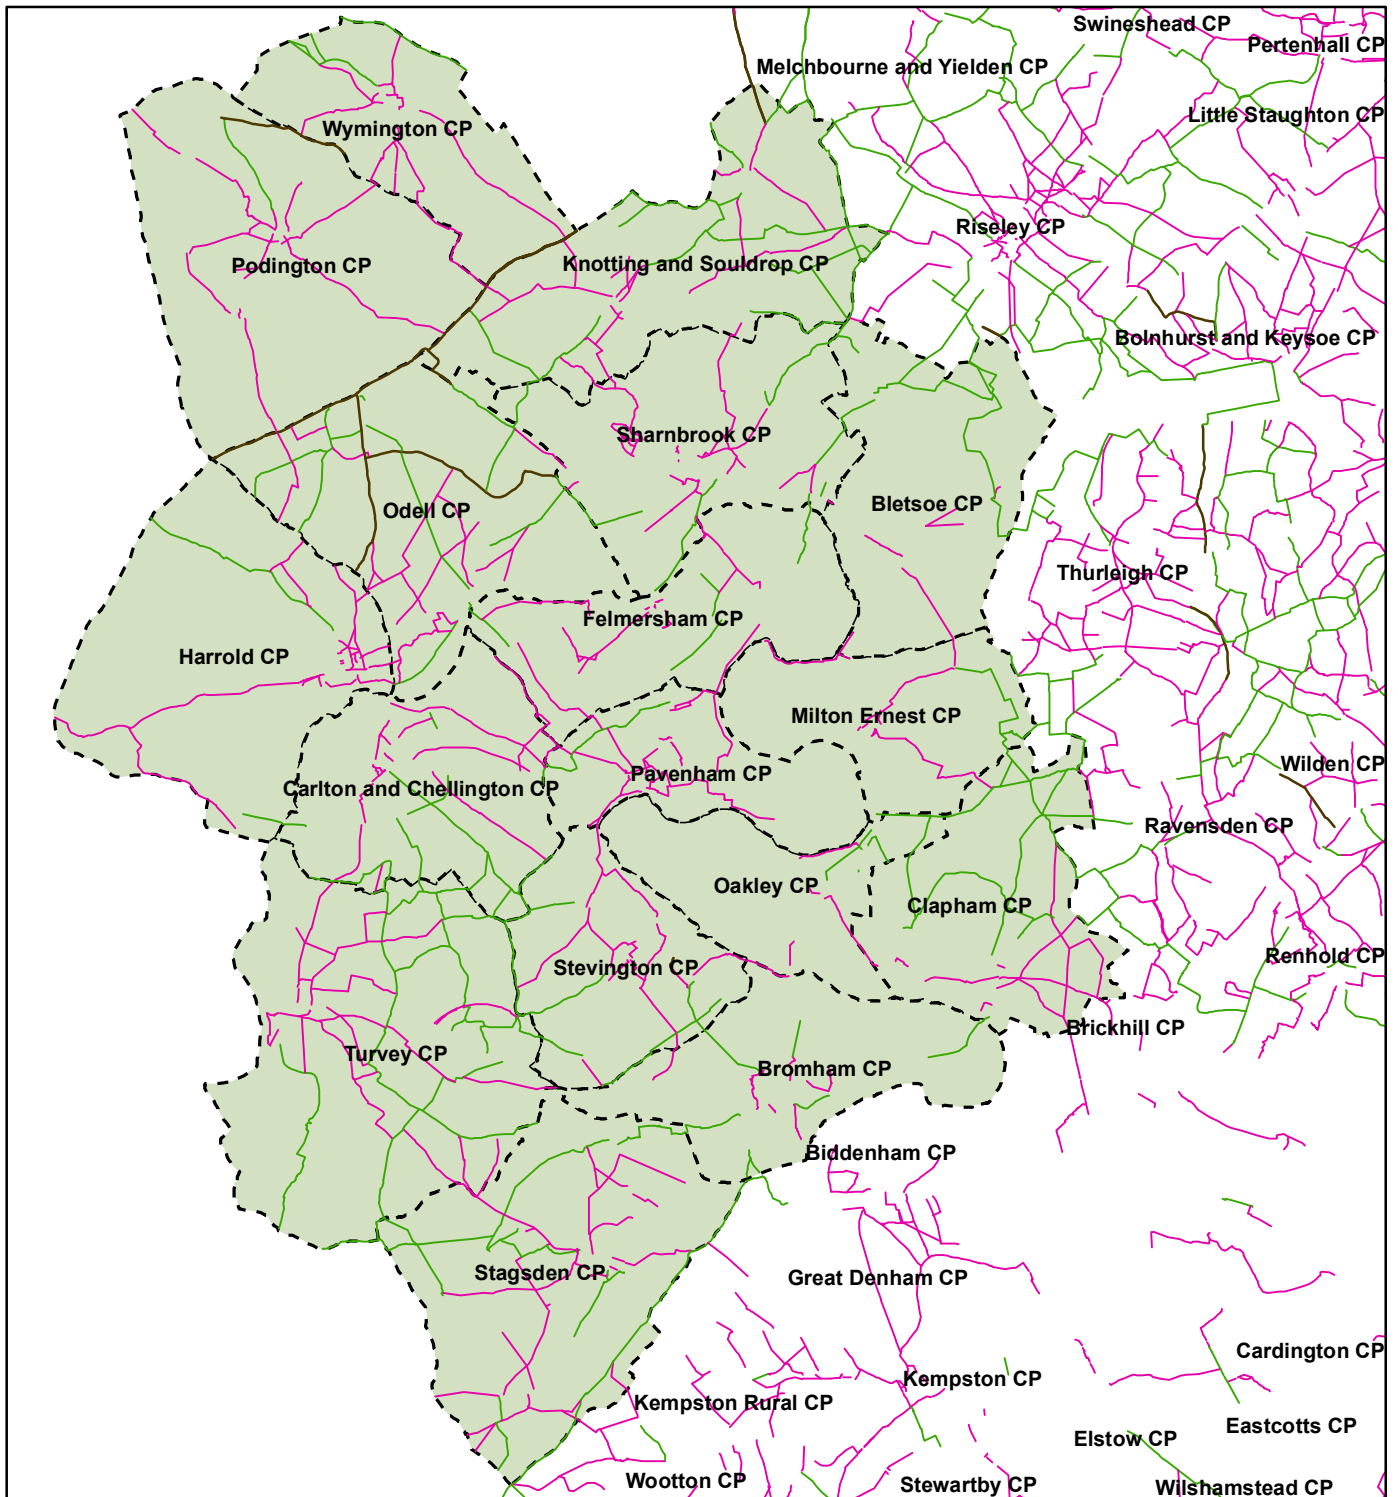 Swineshead CP
Pertenhall CP
Melchbourne and Yielden CP
Little Staughton CP
Wymington CP
Riseley CP
Podington CP
Knotting and Souldrop CP
Bolnhurst and Keysoe CP
Sharnbrook CP
Bletsoe CP
Odell CP
Thurleigh CP
Felmersham CP
Harrold CP
Milton Ernest CP
Wilden CP
Pavenham CP
Carlton and Chellington CP
Ravensden CP
Oakley CP
Clapham CP
Renhold CP
Stevington CP
Brickhill CP
Turvey CP
Bromham CP
Biddenham CP
Stagsden CP
Great Denham CP
Cardington CP
Kempston CP
Kempston Rural CP
Eastcotts CP
Elstow CP
Wootton CP
Stewartby CP
Wilshamstead CP